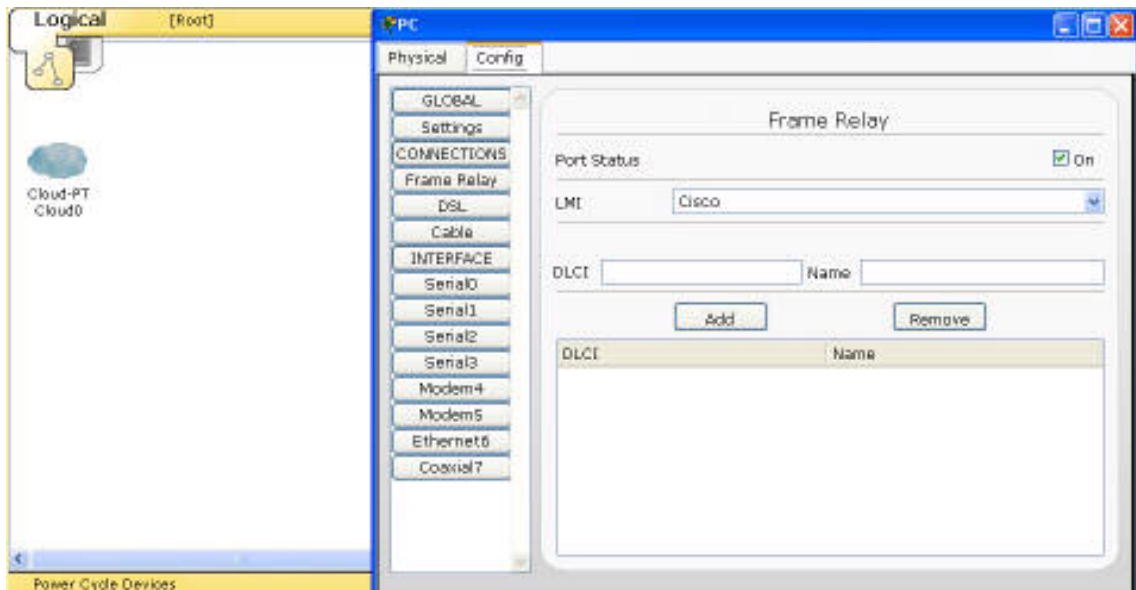 Logical
[Root]
Cloud-PT
Cloud0
Power Cycle Devices
PC
Physical
Config
GLOBAL
Settings
CONNECTIONS
Frame Relay
DSL
Cable
INTERFACE
Serial0
Serial1
Serial2
Serial3
Modem4
Modem5
Ethernet6
Coaxial7
Frame Relay
Port Status
On
LMI
Cisco
DLCI
Name
Add
Remove
DLCI
Name